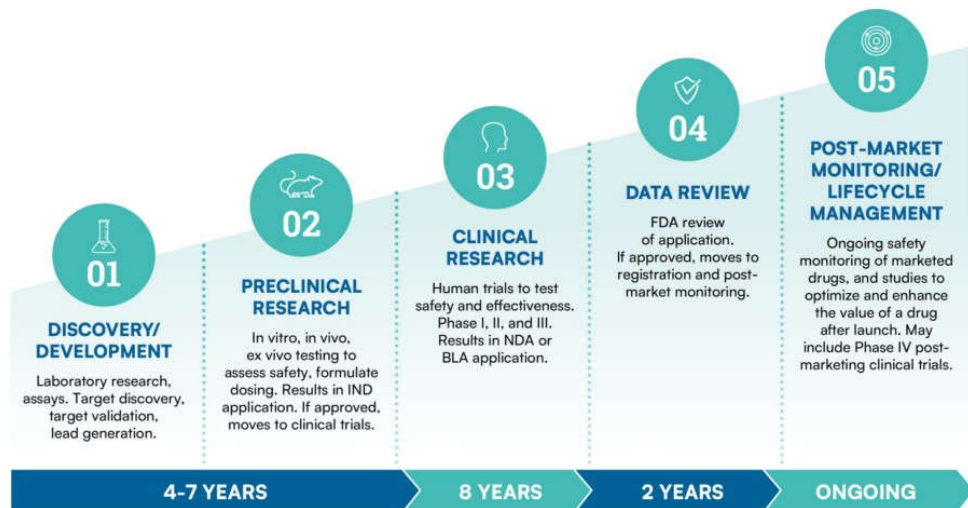 01
DISCOVERY/
DEVELOPMENT
Laboratory research,
assays. Target discovery,
target validation,
lead generation.
02
PRECLINICAL
RESEARCH
In vitro, in vivo,
ex vivo testing to
assess safety, formulate
dosing. Results in IND
application. If approved,
moves to clinical trials.
03
CLINICAL
RESEARCH
Human trials to test
safety and effectiveness.
Phase I, II, and III.
Results in NDA or
BLA application.
04
DATA REVIEW
FDA review
of application.
If approved, moves to
registration and post-
market monitoring.
05
POST-MARKET
MONITORING/
LIFECYCLE
MANAGEMENT
Ongoing safety
monitoring of marketed
drugs, and studies to
optimize and enhance
the value of a drug
after launch. May
include Phase IV post-
marketing clinical trials.
4-7 YEARS
8 YEARS
2 YEARS
ONGOING